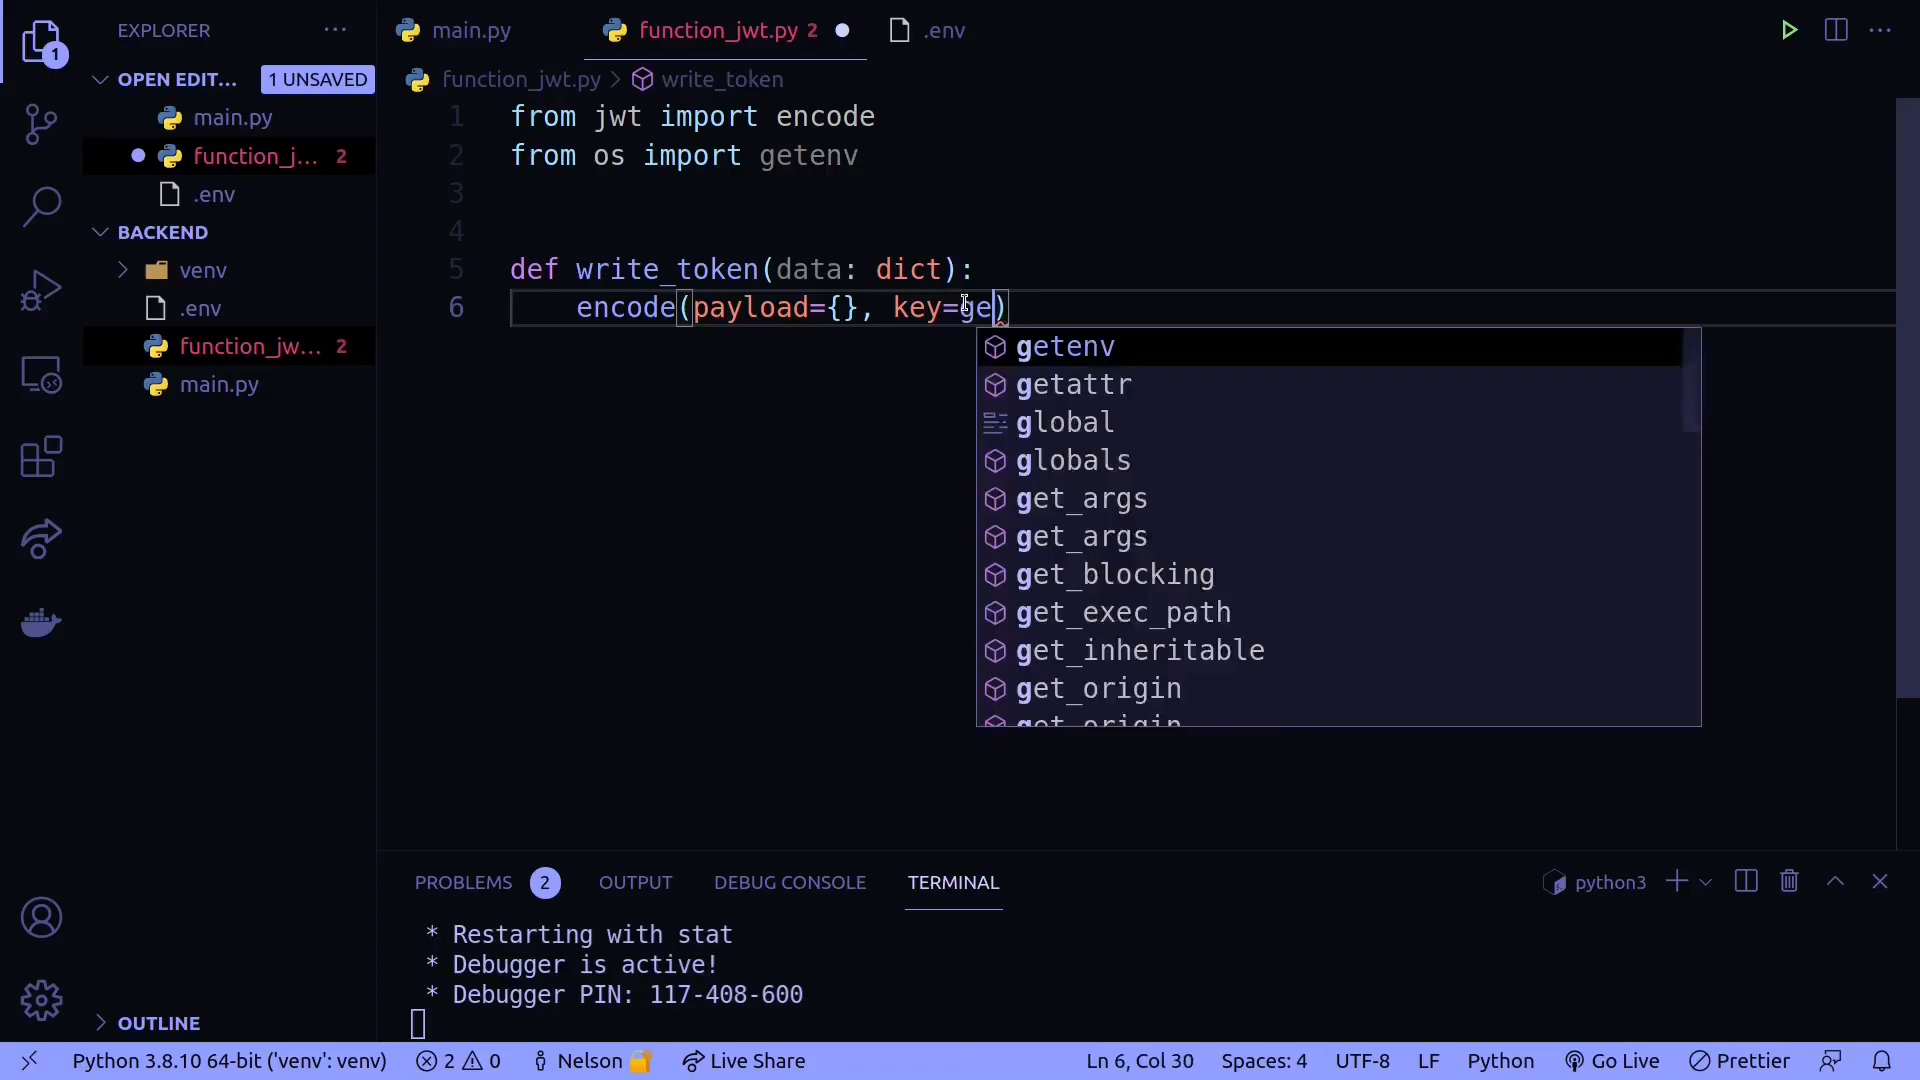 EXPLORER
main.py
function_jwt.py 2
.env
1
OPEN EDIT... 1 UNSAVED
main.py
function_j... 2
.env
BACKEND
venv
.env
function_jw... 2
main.py
OUTLINE
function_jwt.py > write_token
1 from jwt import encode
2 from os import getenv
3
4
5 def write_token(data: dict):
6 encode(payload={}, key=ge)
getenv
getattr
global
globals
get_args
get_args
get_blocking
get_exec_path
get_inheritable
get_origin
get_origin
PROBLEMS 2 OUTPUT DEBUG CONSOLE TERMINAL
python3
* Restarting with stat
* Debugger is active!
* Debugger PIN: 117-408-600
Python 3.8.10 64-bit ('venv': venv) 2 0 Nelson Live Share Ln 6, Col 30 Spaces: 4 UTF-8 LF Python Go Live Prettier